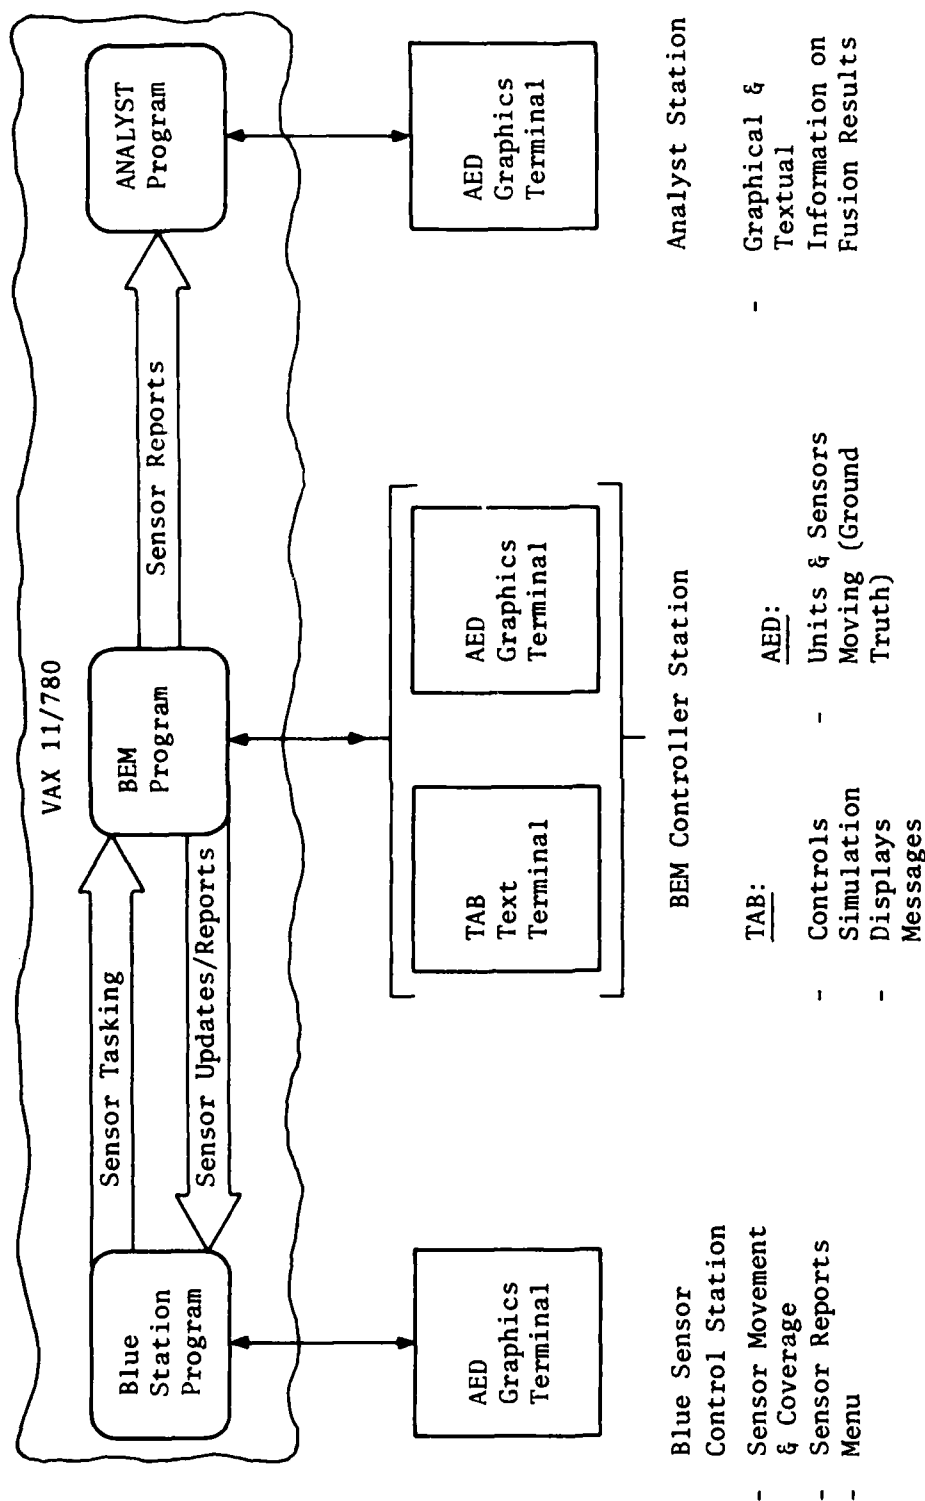 VAX 11/780
Blue
Station
Program
Sensor Tasking
Sensor Updates/Reports
BEM
Program
Sensor Reports
ANALYST
Program
AED
Graphics
Terminal
TAB
Text
Terminal
AED
Graphics
Terminal
AED
Graphics
Terminal
Blue Sensor
Control Station
- Sensor Movement
& Coverage
- Sensor Reports
- Menu
BEM Controller Station
TAB:
- Controls
Simulation
- Displays
Messages
AED:
- Units & Sensors
Moving (Ground
Truth)
Analyst Station
- Graphical &
Textual
Information on
Fusion Results